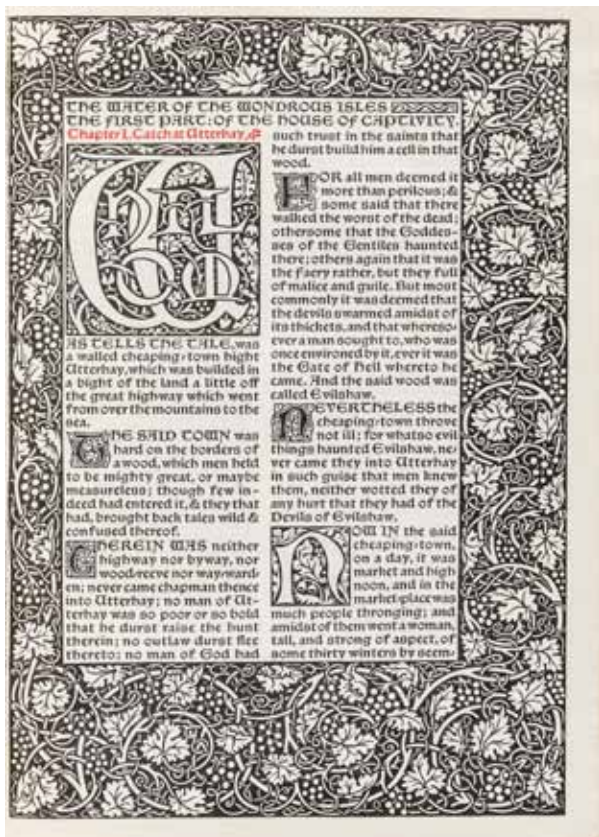 THE WATER OF THE WONDROUS ISLES
THE FIRST PART: OF THE HOUSE OF CAPTIVITY.
Chapter I. Catch at Utterhay.
WHILOM
AS TELLS THE TALE, was
a walled cheaping-town hight
Utterhay, which was builded in
a bight of the land a little off
the great highway which went
from over the mountains to the
sea.
THE SAID TOWN was
hard on the borders of
a wood, which men held
to be mighty great, or maybe
measureless; though few in-
deed had entered it, & they that
had, brought back tales wild &
confused thereof.
THEREIN WAS neither
highway nor byway, nor
wood-reeve nor way-ward-
en; never came chapman thence
into Utterhay; no man of Ut-
terhay was so poor or so bold
that he durst raise the hunt
therein; no outlaw durst flee
thereto; no man of God had
such trust in the saints that
he durst build him a cell in that
wood.
FOR all men deemed it
more than perilous; &
some said that there
walked the worst of the dead;
othersome that the Goddes-
ses of the Gentiles haunted
there; others again that it was
the faery rather, but they full
of malice and guile. But most
commonly it was deemed that
the devils swarmed amidst of
its thickets, and that whereso-
ever a man sought to, who was
once environed by it, ever it was
the Gate of Hell whereto he
came. And the said wood was
called Evilshaw.
NEVERTHELESS the
cheaping-town throve
not ill; for whatso evil
things haunted Evilshaw, ne-
ver came they into Utterhay
in such guise that men knew
them, neither wotted they of
any hurt that they had of the
Devils of Evilshaw.
NOW IN the said
cheaping-town,
on a day, it was
market and high
noon, and in the
market-place was
much people thronging; and
amidst of them went a woman,
tall, and strong of aspect, of
some thirty winters by seem-